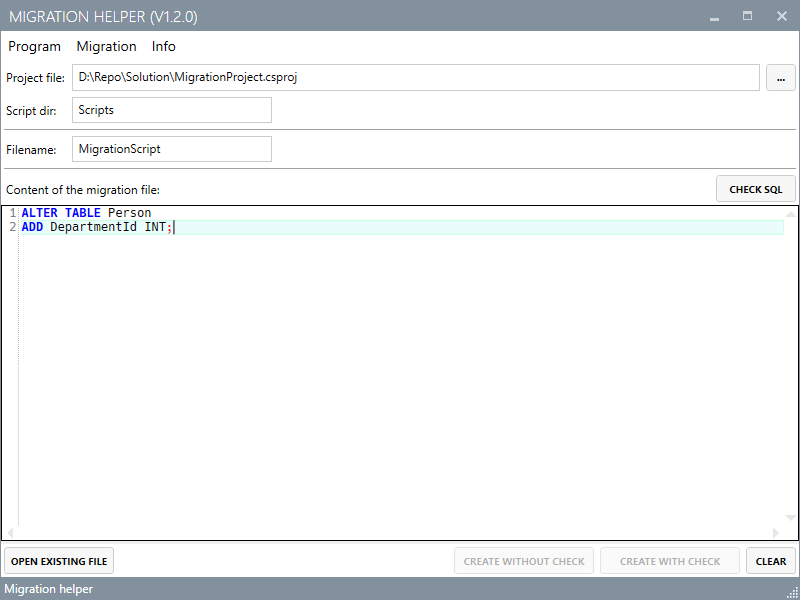 MIGRATION HELPER (V1.2.0)
Program Migration Info
Project file: D:\Repo\Solution\MigrationProject.csproj ...
Script dir: Scripts
Filename: MigrationScript
Content of the migration file: CHECK SQL
1 ALTER TABLE Person
2 ADD DepartmentId INT;
OPEN EXISTING FILE CREATE WITHOUT CHECK CREATE WITH CHECK CLEAR
Migration helper